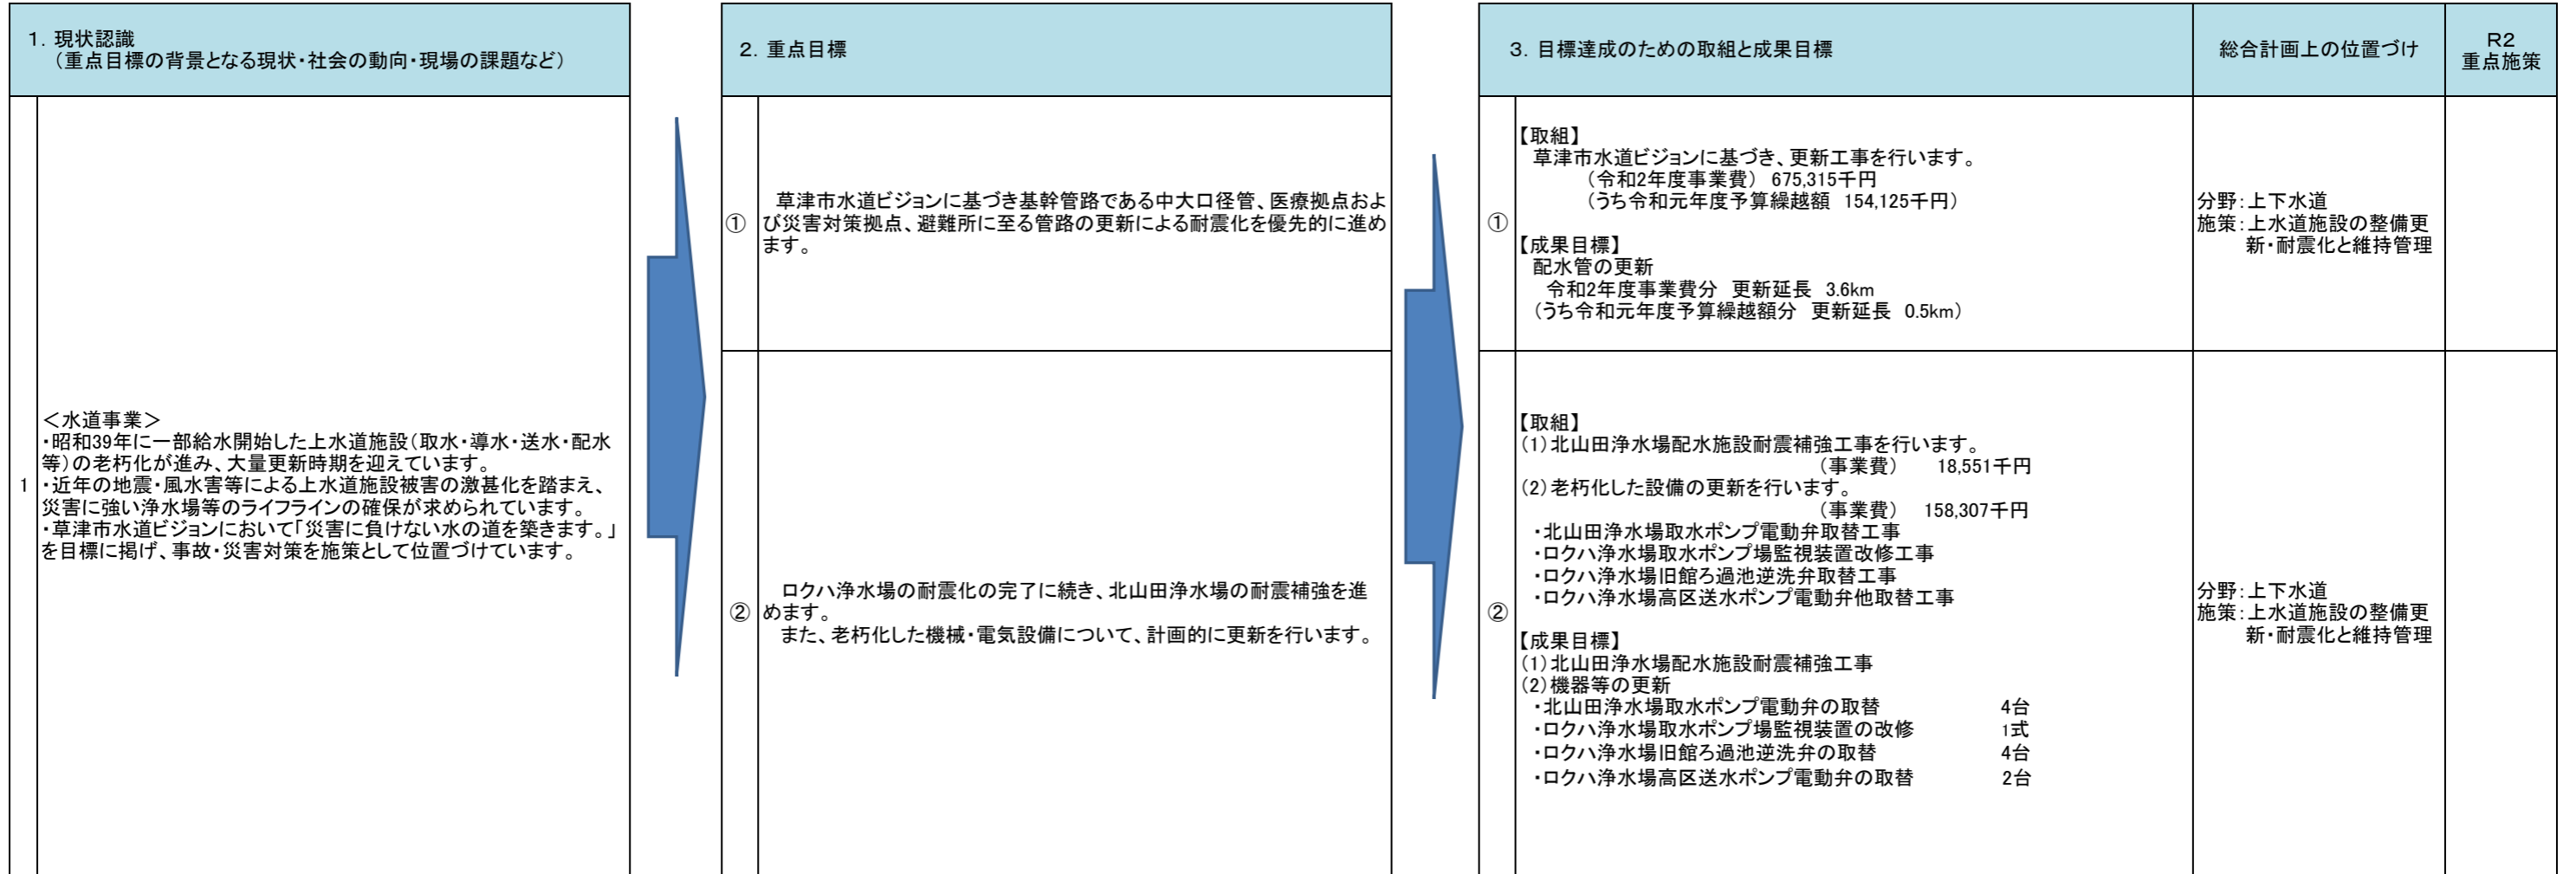 1．現状認識
（重点目標の背景となる現状・社会の動向・現場の課題など）
2．重点目標
3．目標達成のための取組と成果目標
総合計画上の位置づけ
R2
重点施策
1
＜水道事業＞
・昭和39年に一部給水開始した上水道施設（取水・導水・送水・配水
等）の老朽化が進み、大量更新時期を迎えています。
・近年の地震・風水害等による上水道施設被害の激甚化を踏まえ、
災害に強い浄水場等のライフラインの確保が求められています。
・草津市水道ビジョンにおいて「災害に負けない水の道を築きます。」
を目標に掲げ、事故・災害対策を施策として位置づけています。
①
草津市水道ビジョンに基づき基幹管路である中大口径管、医療拠点およ
び災害対策拠点、避難所に至る管路の更新による耐震化を優先的に進め
ます。
①
【取組】
草津市水道ビジョンに基づき、更新工事を行います。
（令和2年度事業費） 675,315千円
（うち令和元年度予算繰越額 154,125千円）
【成果目標】
配水管の更新
令和2年度事業費分 更新延長 3.6km
（うち令和元年度予算繰越額分 更新延長 0.5km）
分野：上下水道
施策：上水道施設の整備更
新・耐震化と維持管理
②
ロクハ浄水場の耐震化の完了に続き、北山田浄水場の耐震補強を進
めます。
また、老朽化した機械・電気設備について、計画的に更新を行います。
②
【取組】
（1）北山田浄水場配水施設耐震補強工事を行います。
（事業費） 18,551千円
（2）老朽化した設備の更新を行います。
（事業費） 158,307千円
・北山田浄水場取水ポンプ電動弁取替工事
・ロクハ浄水場取水ポンプ場監視装置改修工事
・ロクハ浄水場旧館ろ過池逆洗弁取替工事
・ロクハ浄水場高区送水ポンプ電動弁他取替工事
【成果目標】
（1）北山田浄水場配水施設耐震補強工事
（2）機器等の更新
・北山田浄水場取水ポンプ電動弁の取替 4台
・ロクハ浄水場取水ポンプ場監視装置の改修 1式
・ロクハ浄水場旧館ろ過池逆洗弁の取替 4台
・ロクハ浄水場高区送水ポンプ電動弁の取替 2台
分野：上下水道
施策：上水道施設の整備更
新・耐震化と維持管理